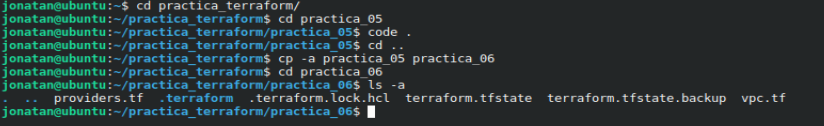 jonatan@ubuntu:~$ cd practica_terraform/
jonatan@ubuntu:~/practica_terraform$ cd practica_05
jonatan@ubuntu:~/practica_terraform/practica_05$ code .
jonatan@ubuntu:~/practica_terraform/practica_05$ cd ..
jonatan@ubuntu:~/practica_terraform$ cp -a practica_05 practica_06
jonatan@ubuntu:~/practica_terraform$ cd practica_06
jonatan@ubuntu:~/practica_terraform/practica_06$ ls -a
.  ..  providers.tf  .terraform  .terraform.lock.hcl  terraform.tfstate  terraform.tfstate.backup  vpc.tf
jonatan@ubuntu:~/practica_terraform/practica_06$